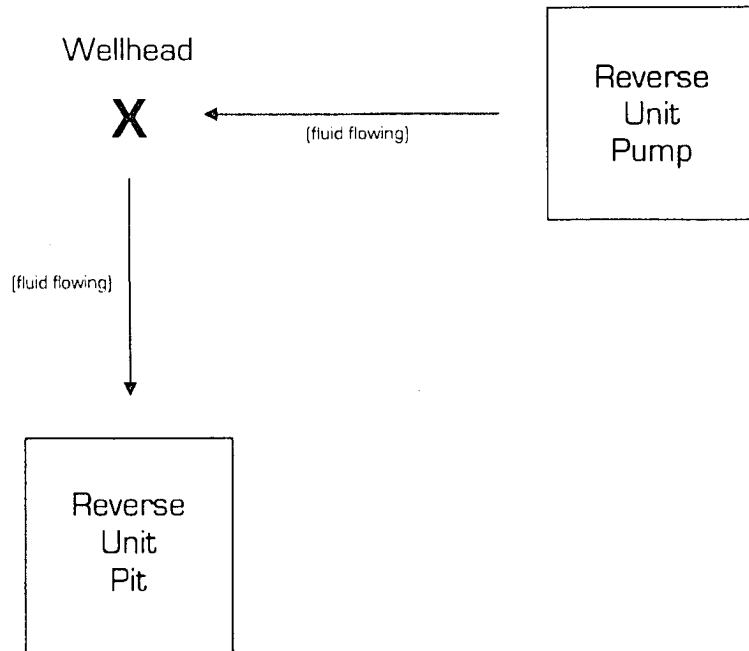 Wellhead
X
(fluid flowing)
Reverse
Unit
Pump
(fluid flowing)
Reverse
Unit
Pit